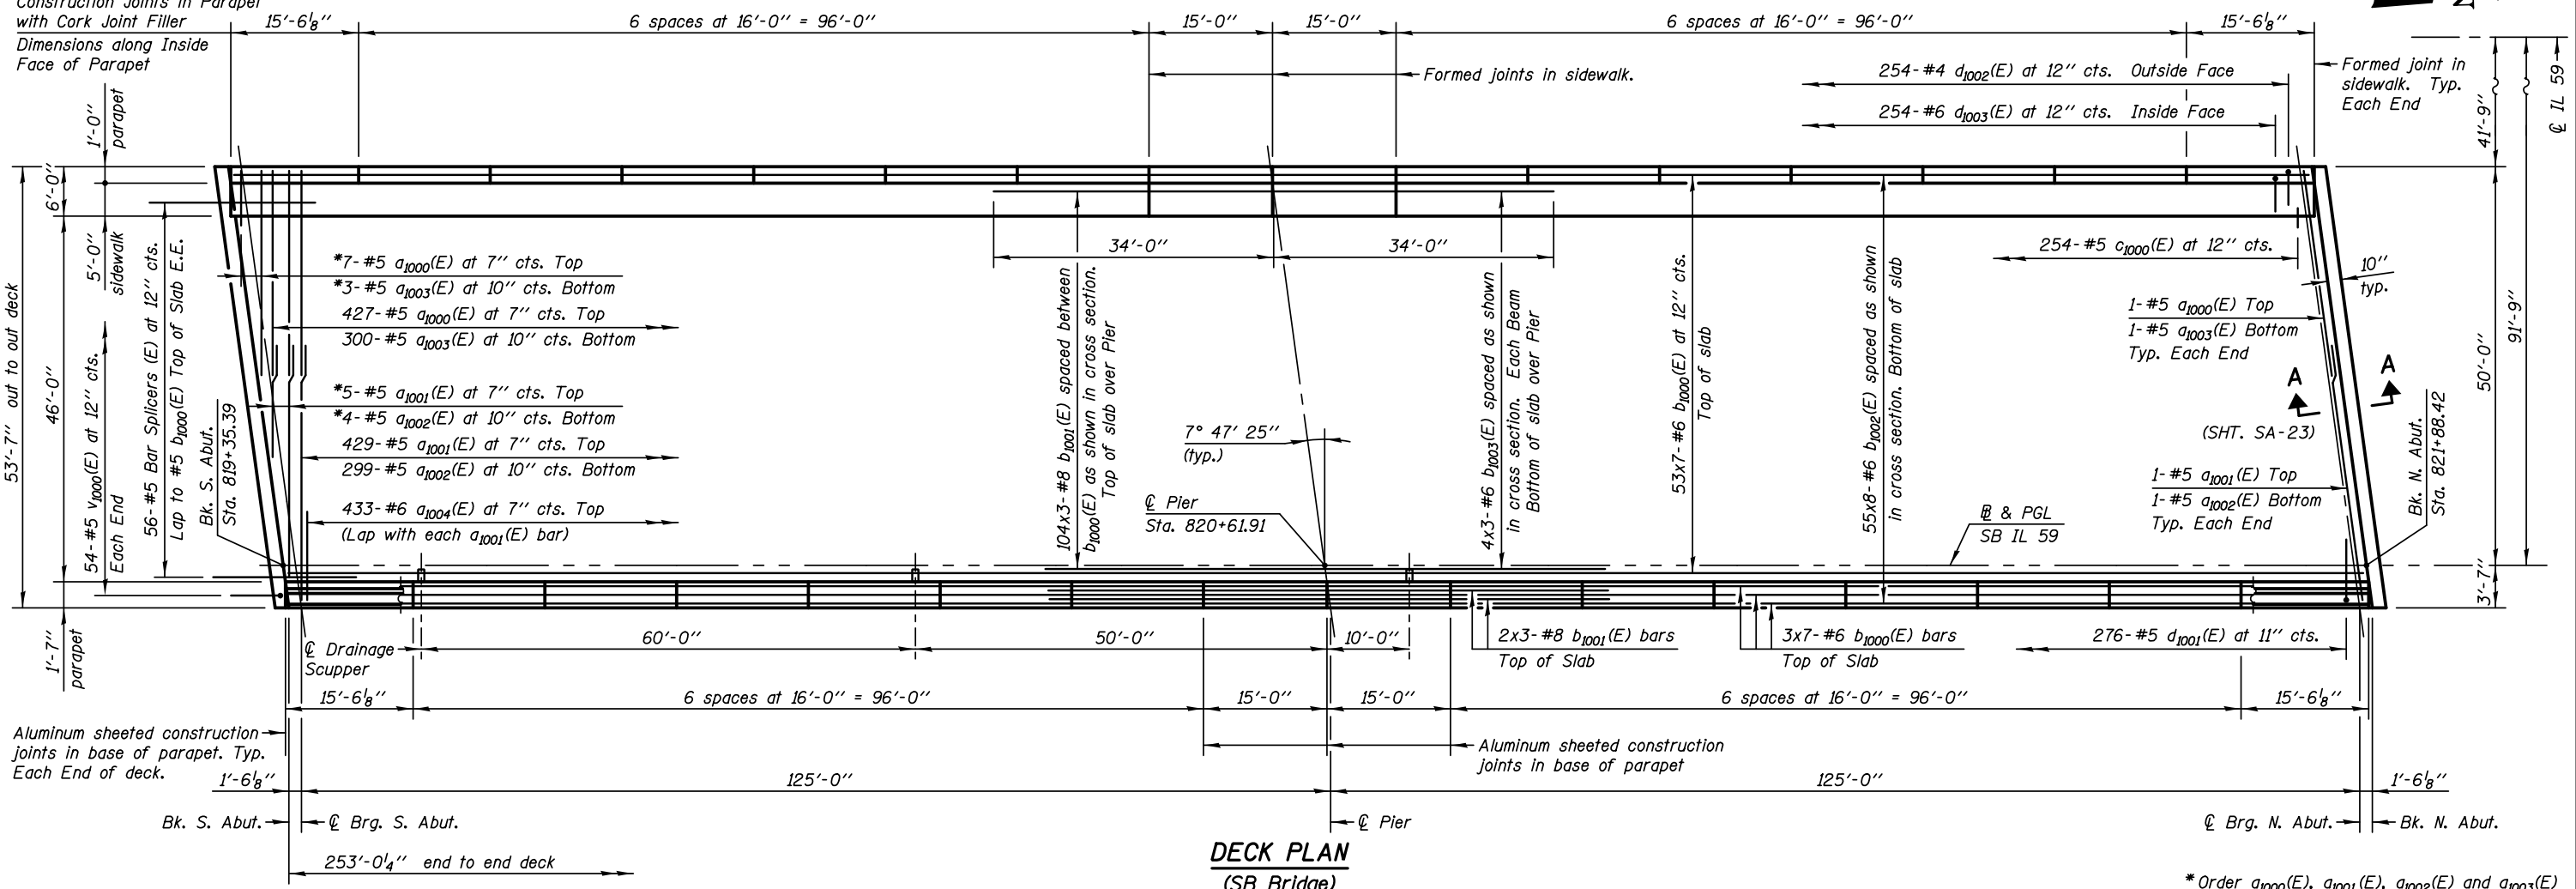 Construction Joints in Parapet
with Cork Joint Filler
Dimensions along Inside
Face of Parapet
15'-6⅛"
6 spaces at 16'-0" = 96'-0"
15'-0"
15'-0"
6 spaces at 16'-0" = 96'-0"
15'-6⅛"
Formed joints in sidewalk.
254-#4 d1002(E) at 12" cts. Outside Face
254-#6 d1003(E) at 12" cts. Inside Face
Formed joint in
sidewalk. Typ.
Each End
41'-9"
℄ IL 59
1'-0"
parapet
6'-0"
5'-0"
sidewalk
53'-7" out to out deck
46'-0"
54-#5 v1000(E) at 12" cts.
Each End
56-#5 Bar Splicers (E) at 12" cts.
Lap to #5 b1000(E) Top of Slab E.E.
Bk. S. Abut.
Sta. 819+35.39
*7-#5 a1000(E) at 7" cts. Top
*3-#5 a1003(E) at 10" cts. Bottom
427-#5 a1000(E) at 7" cts. Top
300-#5 a1003(E) at 10" cts. Bottom
*5-#5 a1001(E) at 7" cts. Top
*4-#5 a1002(E) at 10" cts. Bottom
429-#5 a1001(E) at 7" cts. Top
299-#5 a1002(E) at 10" cts. Bottom
433-#6 a1004(E) at 7" cts. Top
(Lap with each a1001(E) bar)
34'-0"
34'-0"
104x3-#8 b1001(E) spaced between
b1000(E) as shown in cross section.
Top of slab over Pier
7° 47' 25"
(typ.)
℄ Pier
Sta. 820+61.91
4x3-#6 b1003(E) spaced as shown
in cross section. Each Beam
Bottom of slab over Pier
53x7-#6 b1000(E) at 12" cts.
Top of slab
55x8-#6 b1002(E) spaced as shown
in cross section. Bottom of slab
254-#5 c1000(E) at 12" cts.
10"
typ.
1-#5 a1000(E) Top
1-#5 a1003(E) Bottom
Typ. Each End
A
A
(SHT. SA-23)
1-#5 a1001(E) Top
1-#5 a1002(E) Bottom
Typ. Each End
Bk. N. Abut.
Sta. 821+88.42
50'-0"
91'-9"
3'-7"
B & PGL
SB IL 59
1'-7"
parapet
℄ Drainage
Scupper
60'-0"
50'-0"
10'-0"
2x3-#8 b1001(E) bars
Top of Slab
3x7-#6 b1000(E) bars
Top of Slab
276-#5 d1001(E) at 11" cts.
15'-6⅛"
6 spaces at 16'-0" = 96'-0"
15'-0"
15'-0"
6 spaces at 16'-0" = 96'-0"
15'-6⅛"
Aluminum sheeted construction
joints in base of parapet. Typ.
Each End of deck.
Aluminum sheeted construction
joints in base of parapet
1'-6⅛"
125'-0"
125'-0"
1'-6⅛"
Bk. S. Abut.
℄ Brg. S. Abut.
℄ Pier
℄ Brg. N. Abut.
Bk. N. Abut.
253'-0¼" end to end deck
DECK PLAN
(SB Bridge)
* Order a1000(E), a1001(E), a1002(E) and a1003(E)